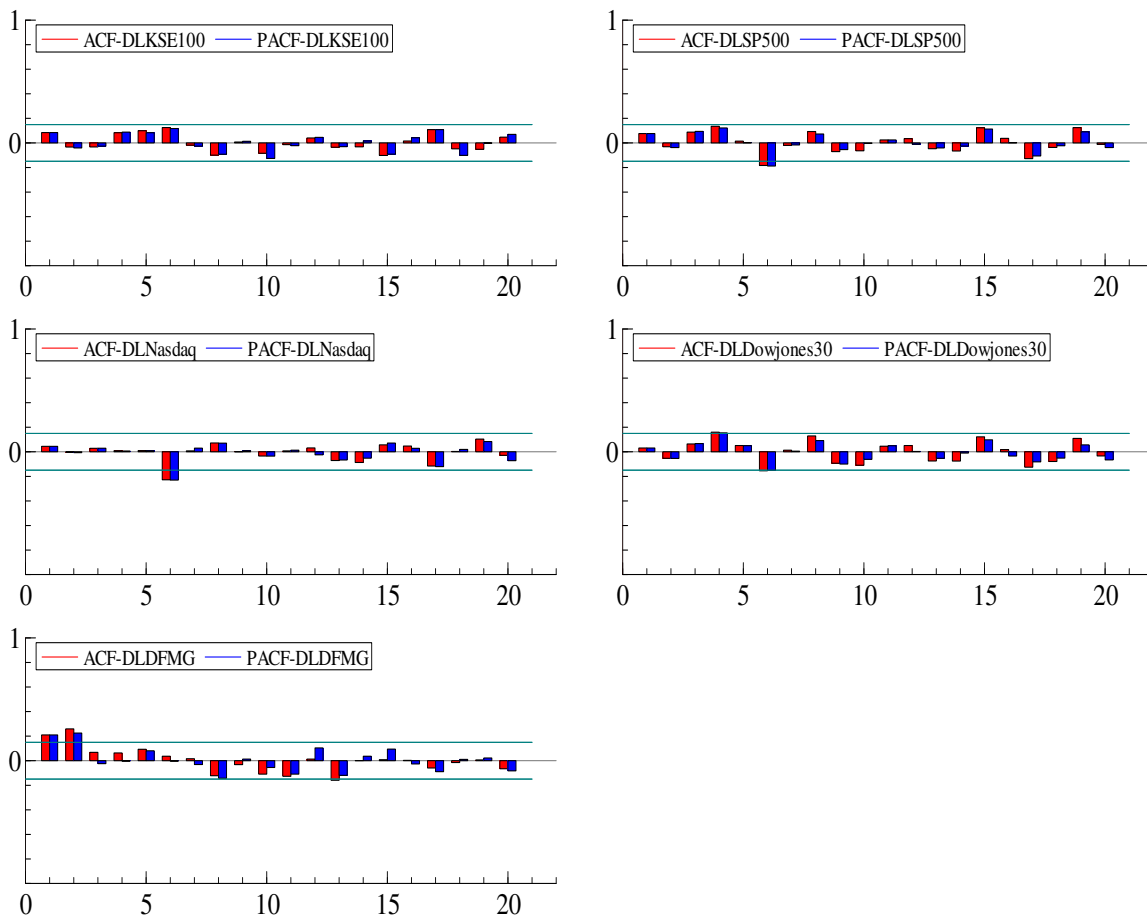 1
ACF-DLKSE100 PACF-DLKSE100
0
0 5 10 15 20
1
ACF-DLSP500 PACF-DLSP500
0
0 5 10 15 20
1
ACF-DLNasdaq PACF-DLNasdaq
0
0 5 10 15 20
1
ACF-DLDowjones30 PACF-DLDowjones30
0
0 5 10 15 20
1
ACF-DLDFMG PACF-DLDFMG
0
0 5 10 15 20